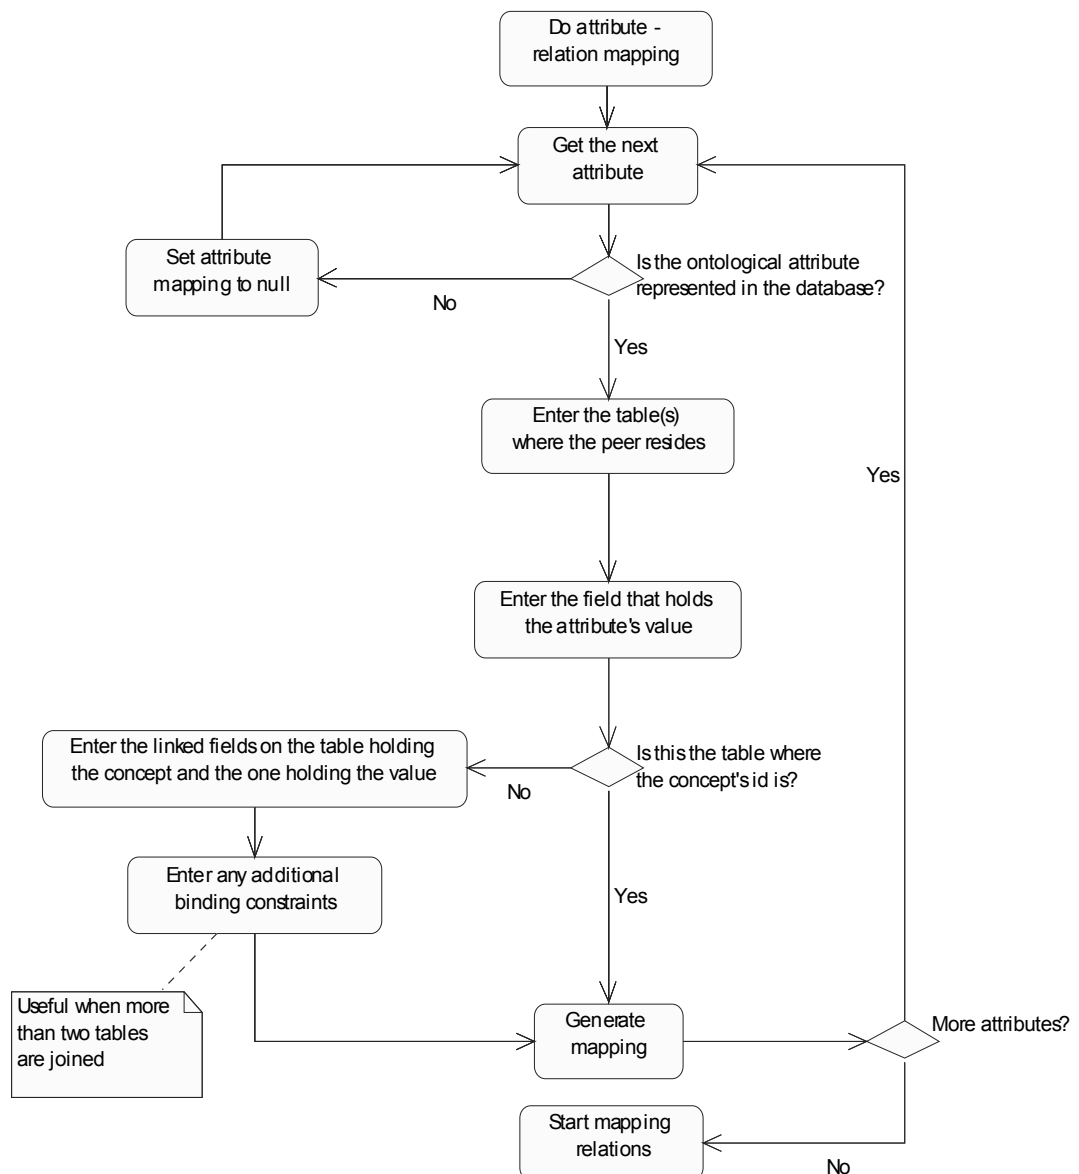 Do attribute -
relation mapping
Get the next
attribute
Set attribute
mapping to null
Is the ontological attribute
represented in the database?
No
Yes
Enter the table(s)
where the peer resides
Yes
Enter the field that holds
the attribute's value
Enter the linked fields on the table holding
the concept and the one holding the value
Is this the table where
the concept's id is?
No
Enter any additional
binding constraints
Yes
Useful when more
than two tables
are joined
Generate
mapping
More attributes?
Start mapping
relations
No